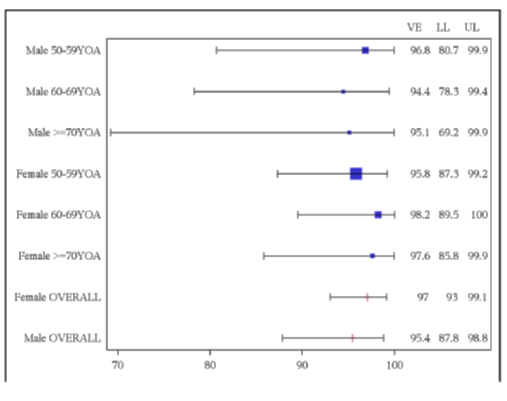 VE LL UL
Male 50-59YOA 96.8 80.7 99.9
Male 60-69YOA 94.4 78.3 99.4
Male >=70YOA 95.1 69.2 99.9
Female 50-59YOA 95.8 87.3 99.2
Female 60-69YOA 98.2 89.5 100
Female >=70YOA 97.6 85.8 99.9
Female OVERALL 97 93 99.1
Male OVERALL 95.4 87.8 98.8
70 80 90 100